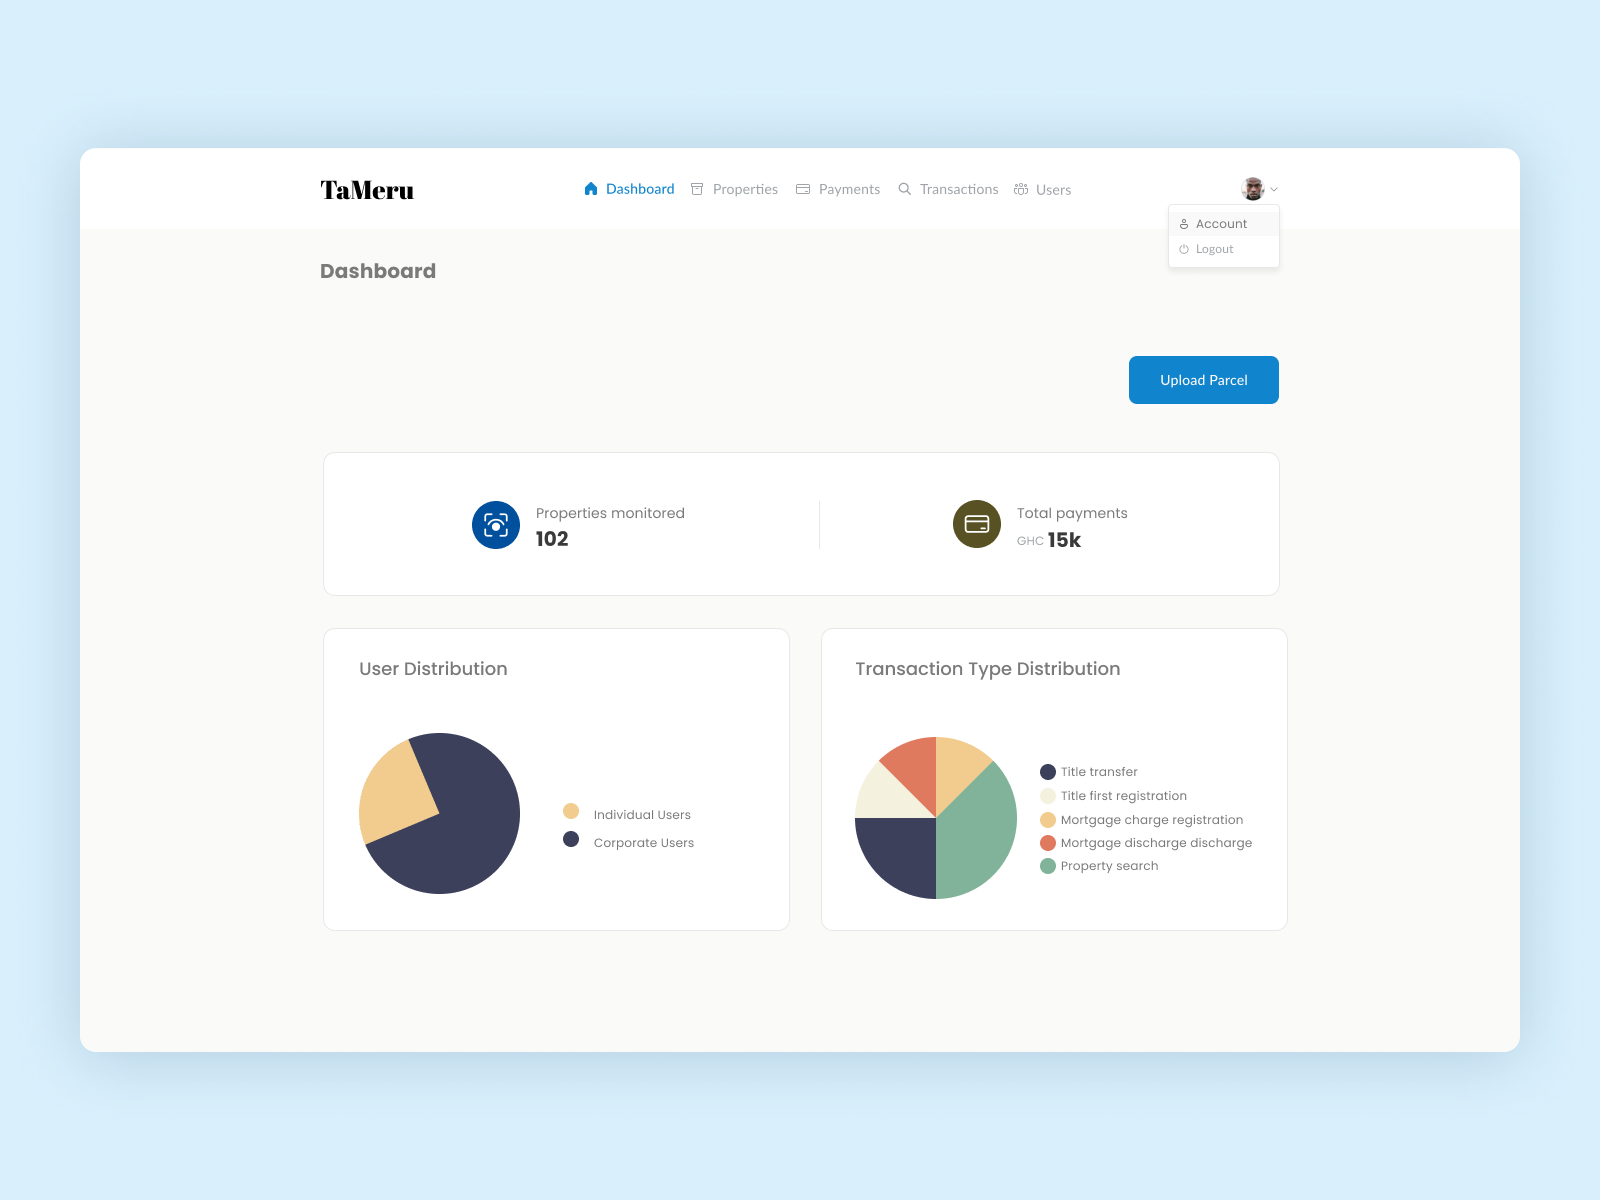 TaMeru
Dashboard
Properties
Payments
Transactions
Users
Account
Logout
Dashboard
Upload Parcel
Properties monitored
102
Total payments
GHC 15k
User Distribution
Individual Users
Corporate Users
Transaction Type Distribution
Title transfer
Title first registration
Mortgage charge registration
Mortgage discharge discharge
Property search